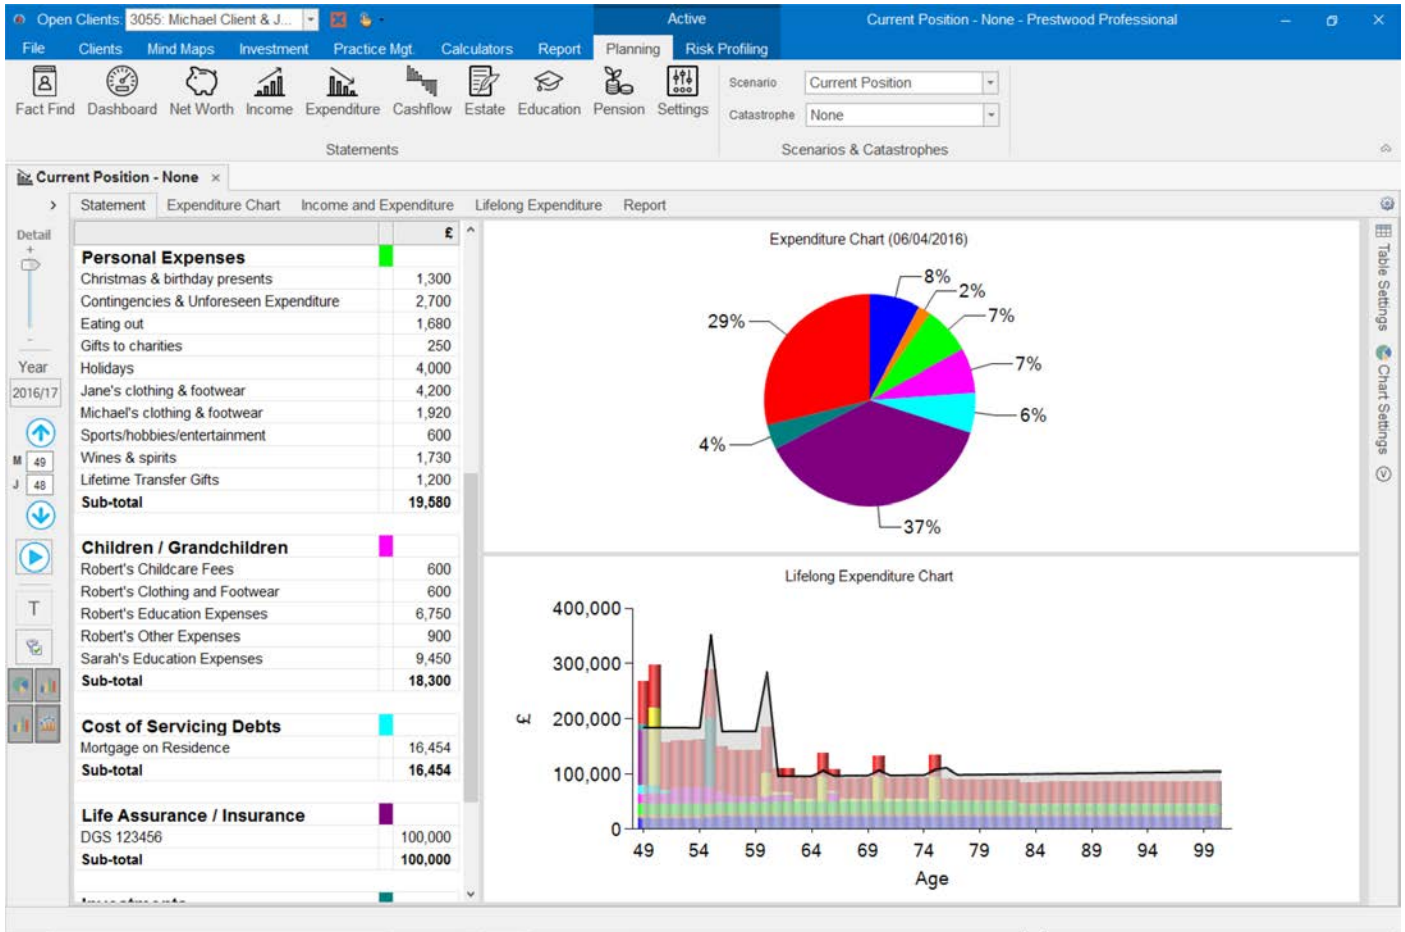 Open Clients: 3055: Michael Client & J... Active Current Position - None - Prestwood Professional
File Clients Mind Maps Investment Practice Mgt. Calculators Report Planning Risk Profiling
Fact Find Dashboard Net Worth Income Expenditure Cashflow Estate Education Pension Settings
Scenario Current Position
Catastrophe None
Statements Scenarios & Catastrophes
Current Position - None ×
Statement Expenditure Chart Income and Expenditure Lifelong Expenditure Report
Detail
+
-
Year
2016/17
M 49
J 48
T
£
Personal Expenses
Christmas & birthday presents 1,300
Contingencies & Unforeseen Expenditure 2,700
Eating out 1,680
Gifts to charities 250
Holidays 4,000
Jane's clothing & footwear 4,200
Michael's clothing & footwear 1,920
Sports/hobbies/entertainment 600
Wines & spirits 1,730
Lifetime Transfer Gifts 1,200
Sub-total 19,580
Children / Grandchildren
Robert's Childcare Fees 600
Robert's Clothing and Footwear 600
Robert's Education Expenses 6,750
Robert's Other Expenses 900
Sarah's Education Expenses 9,450
Sub-total 18,300
Cost of Servicing Debts
Mortgage on Residence 16,454
Sub-total 16,454
Life Assurance / Insurance
DGS 123456 100,000
Sub-total 100,000
Expenditure Chart (06/04/2016)
8%
2%
7%
7%
6%
37%
4%
29%
Lifelong Expenditure Chart
400,000
300,000
200,000
100,000
0
£
49 54 59 64 69 74 79 84 89 94 99
Age
Table Settings
Chart Settings
V